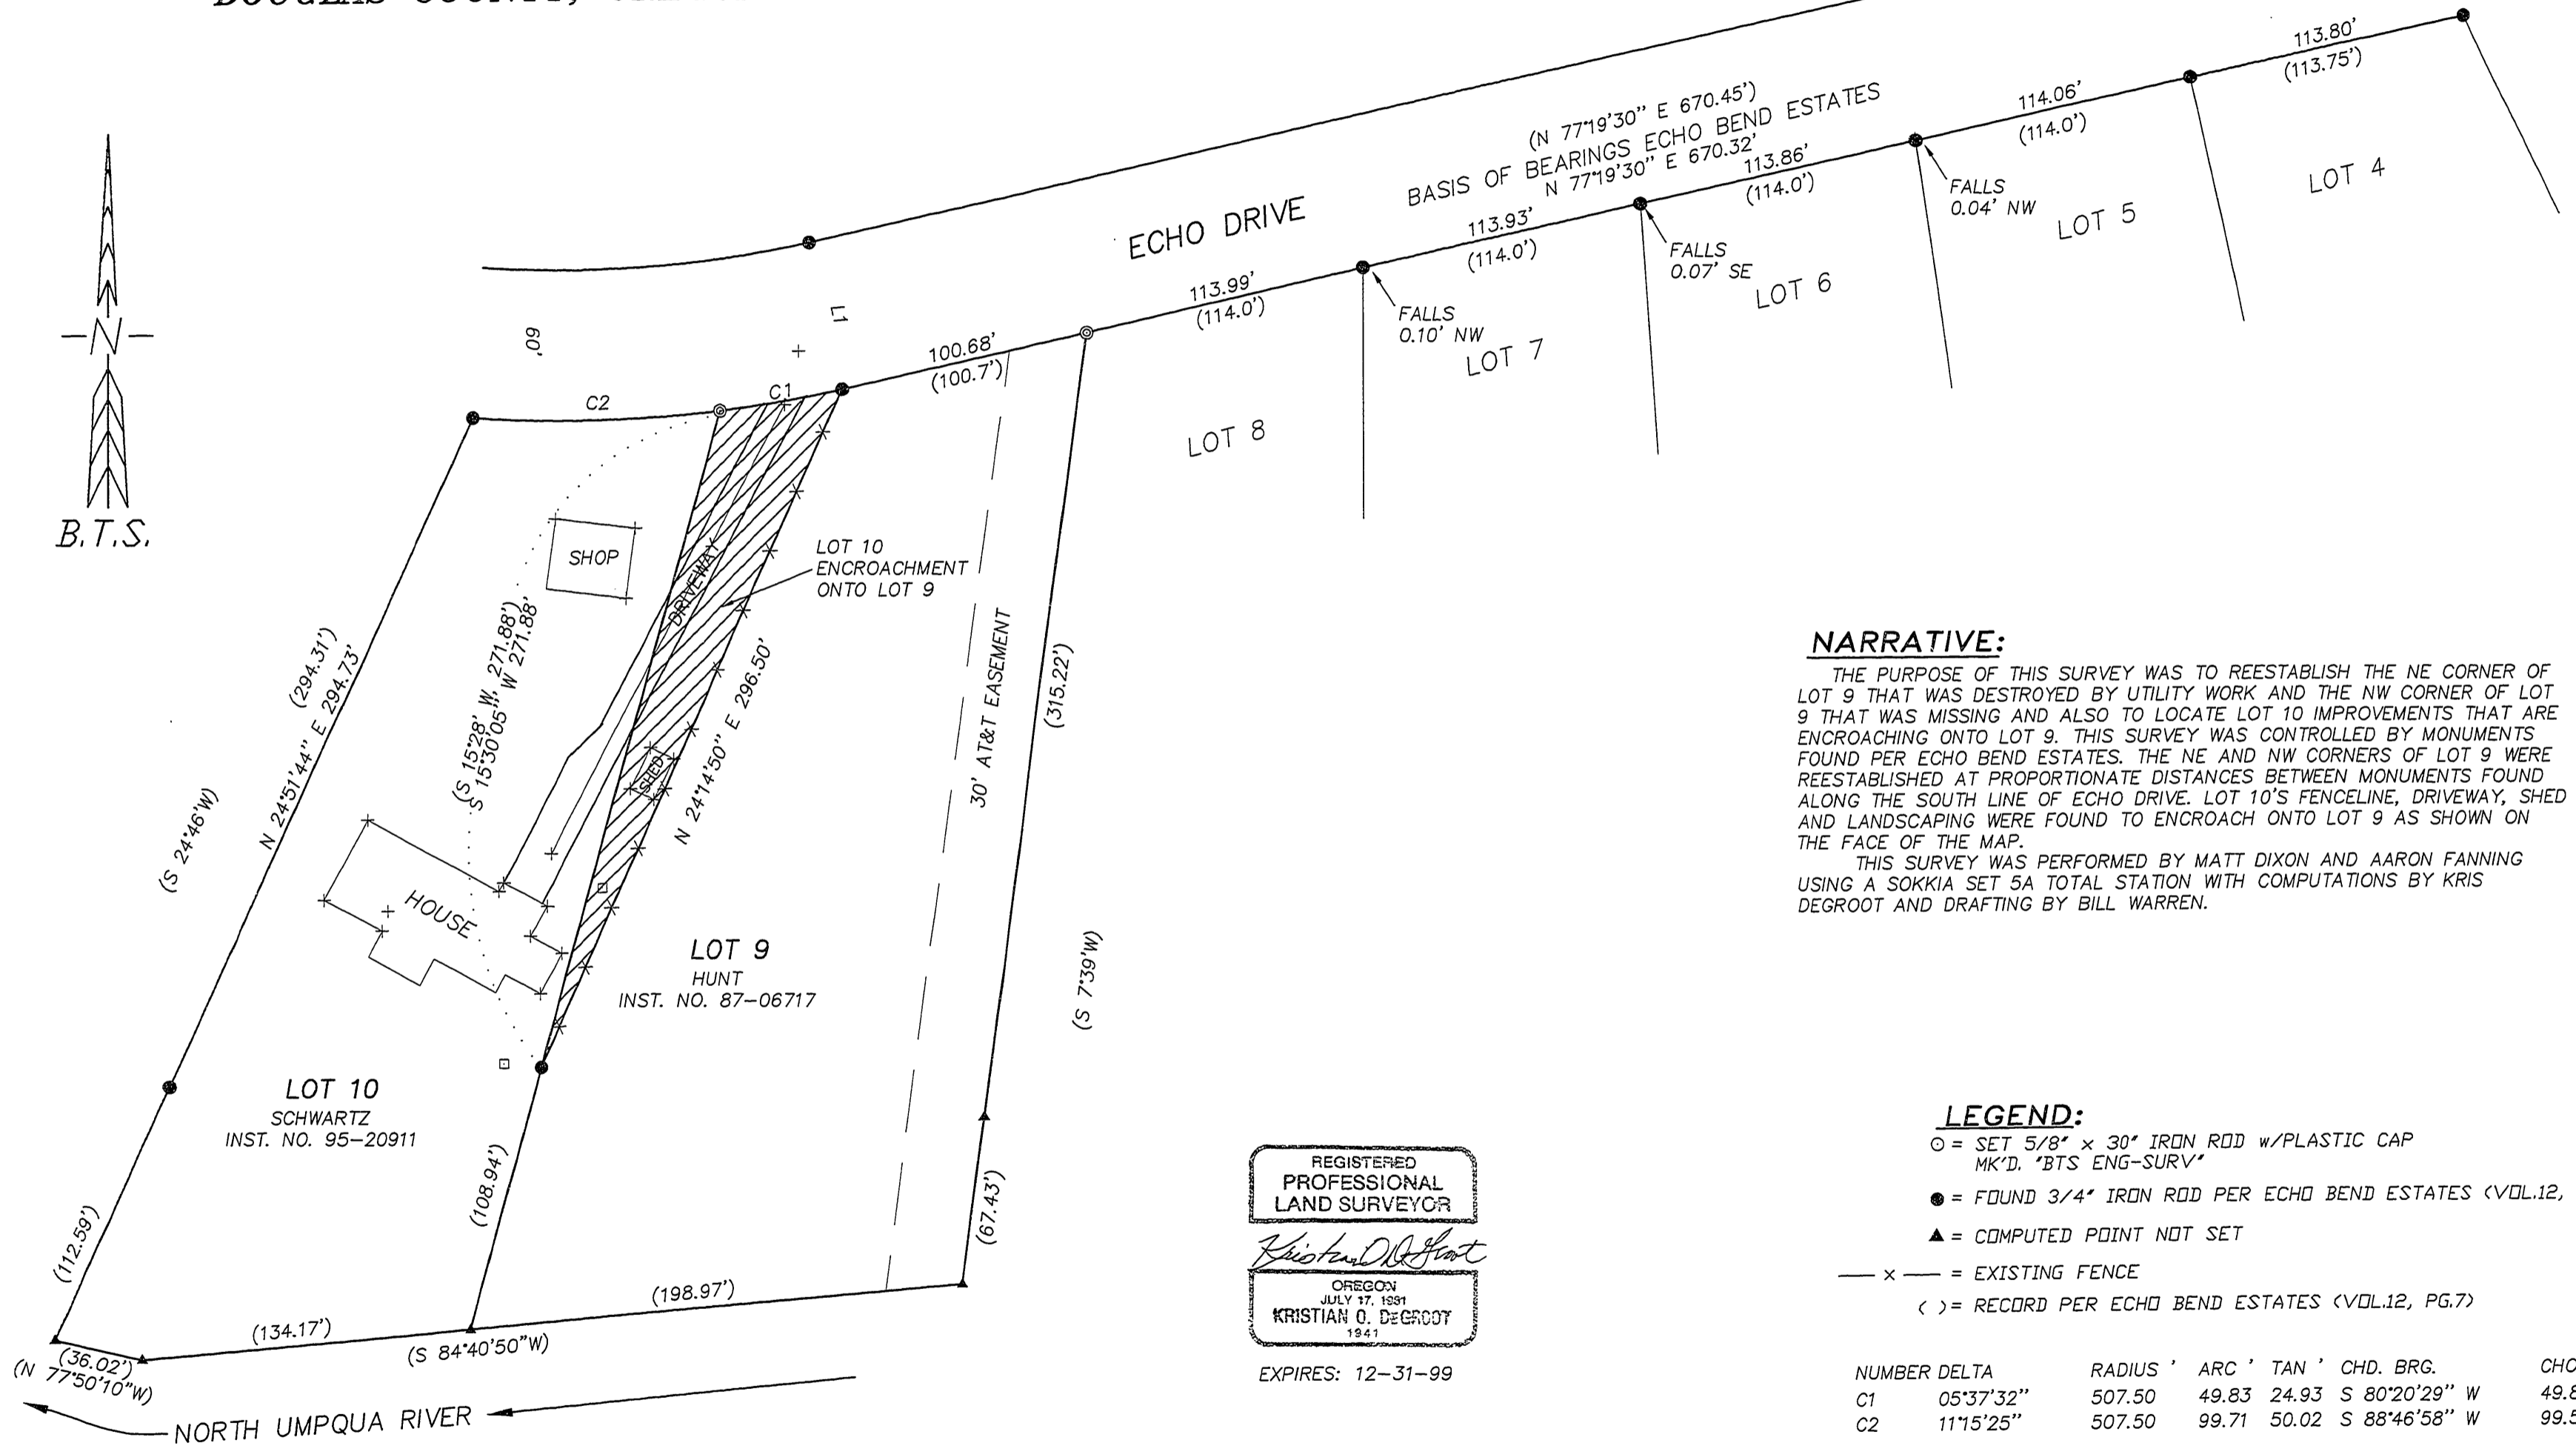 DOUGLAS COUNTY,
113.80'
(113.75')
114.06'
(114.0')
(N 77°19'30" E 670.45')
BASIS OF BEARINGS ECHO BEND ESTATES
N 77°19'30" E 670.32'
113.86'
(114.0')
LOT 4
FALLS
0.04' NW
LOT 5
ECHO DRIVE
113.93'
(114.0')
FALLS
0.07' SE
LOT 6
113.99'
(114.0')
FALLS
0.10' NW
LOT 7
L1
60'
N
B.T.S.
100.68'
(100.7')
C1
C2
LOT 8
SHOP
DRIVEWAY
LOT 10
ENCROACHMENT
ONTO LOT 9
(294.31')
N 24°51'44" E 294.73'
(S 24°46'W)
(S 15°28' W, 271.88')
S 15°30'05" W 271.88'
SHED
N 24°14'50" E 296.50'
30' AT&T EASEMENT
(315.22')
(S 7°39'W)
HOUSE
LOT 9
HUNT
INST. NO. 87-06717
LOT 10
SCHWARTZ
INST. NO. 95-20911
(112.59')
(108.94')
(67.43')
(198.97')
(134.17')
(S 84°40'50"W)
(36.02')
(N 77°50'10"W)
NORTH UMPQUA RIVER
NARRATIVE:
THE PURPOSE OF THIS SURVEY WAS TO REESTABLISH THE NE CORNER OF
LOT 9 THAT WAS DESTROYED BY UTILITY WORK AND THE NW CORNER OF LOT
9 THAT WAS MISSING AND ALSO TO LOCATE LOT 10 IMPROVEMENTS THAT ARE
ENCROACHING ONTO LOT 9. THIS SURVEY WAS CONTROLLED BY MONUMENTS
FOUND PER ECHO BEND ESTATES. THE NE AND NW CORNERS OF LOT 9 WERE
REESTABLISHED AT PROPORTIONATE DISTANCES BETWEEN MONUMENTS FOUND
ALONG THE SOUTH LINE OF ECHO DRIVE. LOT 10'S FENCELINE, DRIVEWAY, SHED
AND LANDSCAPING WERE FOUND TO ENCROACH ONTO LOT 9 AS SHOWN ON
THE FACE OF THE MAP.
THIS SURVEY WAS PERFORMED BY MATT DIXON AND AARON FANNING
USING A SOKKIA SET 5A TOTAL STATION WITH COMPUTATIONS BY KRIS
DEGROOT AND DRAFTING BY BILL WARREN.
REGISTERED
PROFESSIONAL
LAND SURVEYOR
OREGON
JULY 17, 1981
KRISTIAN O. DeGROOT
1941
EXPIRES: 12-31-99
LEGEND:
= SET 5/8" x 30" IRON ROD w/PLASTIC CAP
MK'D. "BTS ENG-SURV"
= FOUND 3/4" IRON ROD PER ECHO BEND ESTATES (VOL.12,
= COMPUTED POINT NOT SET
— x — = EXISTING FENCE
( )= RECORD PER ECHO BEND ESTATES (VOL.12, PG.7)
NUMBER DELTA RADIUS ' ARC ' TAN ' CHD. BRG. CHO
C1 05°37'32" 507.50 49.83 24.93 S 80°20'29" W 49.8
C2 11°15'25" 507.50 99.71 50.02 S 88°46'58" W 99.5